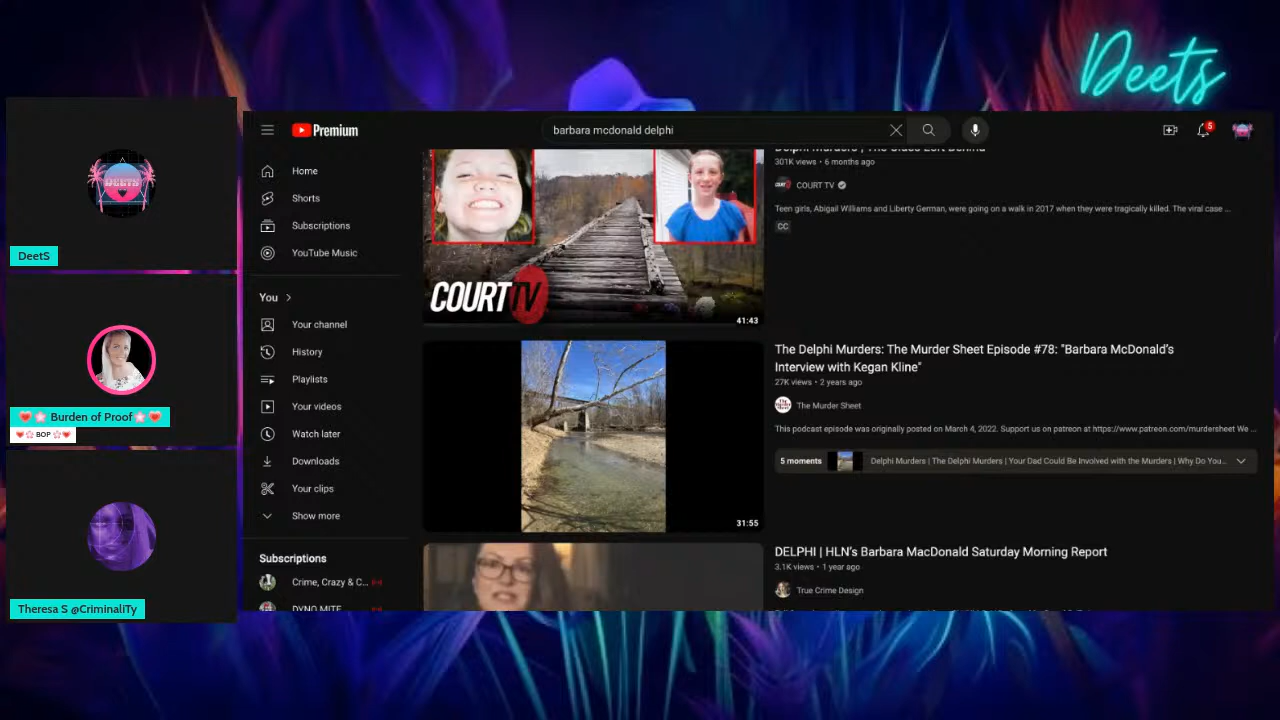 Deets
DEETS
DeetS
Burden of Proof
BOP
Theresa S @CriminaliTy
Premium
barbara mcdonald delphi
5
Home
Shorts
Subscriptions
YouTube Music
You
Your channel
History
Playlists
Your videos
Watch later
Downloads
Your clips
Show more
Subscriptions
Crime, Crazy & C...
DYNO MITE
COURT TV
41:43
301K views • 6 months ago
COURT TV
Teen girls, Abigail Williams and Liberty German, were going on a walk in 2017 when they were tragically killed. The viral case ...
CC
31:55
The Delphi Murders: The Murder Sheet Episode #78: "Barbara McDonald's
Interview with Kegan Kline"
27K views • 2 years ago
The Murder Sheet
This podcast episode was originally posted on March 4, 2022. Support us on patreon at https://www.patreon.com/murdersheet We ...
5 moments
Delphi Murders | The Delphi Murders | Your Dad Could Be Involved with the Murders | Why Do You...
DELPHI | HLN's Barbara MacDonald Saturday Morning Report
3.1K views • 1 year ago
True Crime Design